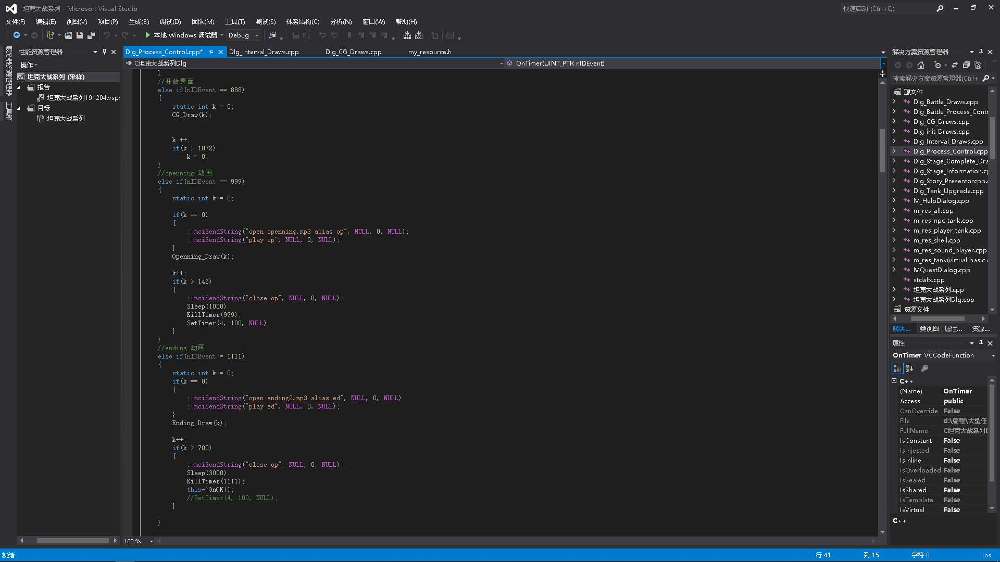 坦克大战系列 - Microsoft Visual Studio
快速启动 (Ctrl+Q)
文件(F) 编辑(E) 视图(V) 项目(P) 生成(B) 调试(D) 团队(M) 工具(T) 测试(S) 体系结构(C) 分析(N) 窗口(W) 帮助(H)
本地 Windows 调试器 Debug
服务器资源管理器
工具箱
性能资源管理器
操作
坦克大战系列 (采样)
报告
坦克大战系列191204.vsp
目标
坦克大战系列
Dlg_Process_Control.cpp* Dlg_Interval_Draws.cpp Dlg_CG_Draws.cpp my_resource.h
C坦克大战系列Dlg OnTimer(UINT_PTR nIDEvent)
}
//开始界面
else if(nIDEvent == 888)
{
static int k = 0;
CG_Draw(k);
k ++;
if(k > 1072)
k = 0;
}
//openning 动画
else if(nIDEvent == 999)
{
static int k = 0;
if(k == 0)
{
::mciSendString("open openning.mp3 alias op", NULL, 0, NULL);
::mciSendString("play op", NULL, 0, NULL);
}
Openning_Draw(k);
k++;
if(k > 146)
{
::mciSendString("close op", NULL, 0, NULL);
Sleep(1000);
KillTimer(999);
SetTimer(4, 100, NULL);
}
}
//ending 动画
else if(nIDEvent = 1111)
{
static int k = 0;
if(k == 0)
{
::mciSendString("open ending2.mp3 alias ed", NULL, 0, NULL);
::mciSendString("play ed", NULL, 0, NULL);
}
Ending_Draw(k);
k++;
if(k > 700)
{
::mciSendString("close op", NULL, 0, NULL);
Sleep(3000);
KillTimer(1111);
this->OnOK();
//SetTimer(4, 100, NULL);
}
}
100 %
解决方案资源管理器
搜索解决方案资源管理器(Ctrl+
源文件
Dlg_Battle_Draws.cpp
Dlg_Battle_Process_Contr
Dlg_CG_Draws.cpp
Dlg_init_Draws.cpp
Dlg_Interval_Draws.cpp
Dlg_Process_Control.cpp
Dlg_Stage_Complete_Dra
Dlg_Stage_Information.cp
Dlg_Story_Presentorcpp.
Dlg_Tank_Upgrade.cpp
M_HelpDialog.cpp
m_res_all.cpp
m_res_npc_tank.cpp
m_res_player_tank.cpp
m_res_shell.cpp
m_res_sound_player.cpp
m_res_tank(virtual basic
MQuestDialog.cpp
stdafx.cpp
坦克大战系列.cpp
坦克大战系列Dlg.cpp
资源文件
解决... 类视图 属性... 资源...
属性
OnTimer VCCodeFunction
C++
(Name) OnTimer
Access public
CanOverride False
File d:\编程\大型任
FullName C坦克大战系列D
IsConstant False
IsInjected False
IsInline False
IsOverloaded False
IsSealed False
IsShared False
IsTemplate False
IsVirtual False
C++
就绪 行 41 列 15 字符 8 Ins